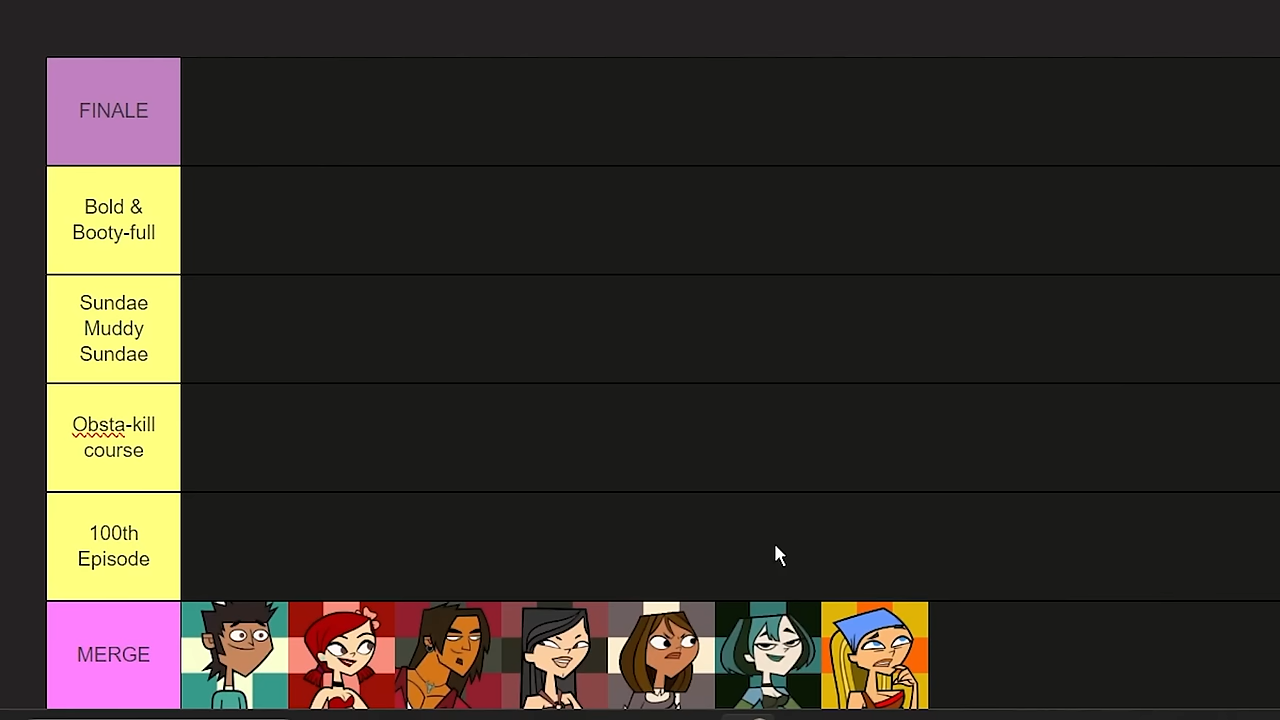 FINALE
Bold &
Booty-full
Sundae
Muddy
Sundae
Obsta-kill
course
100th
Episode
MERGE